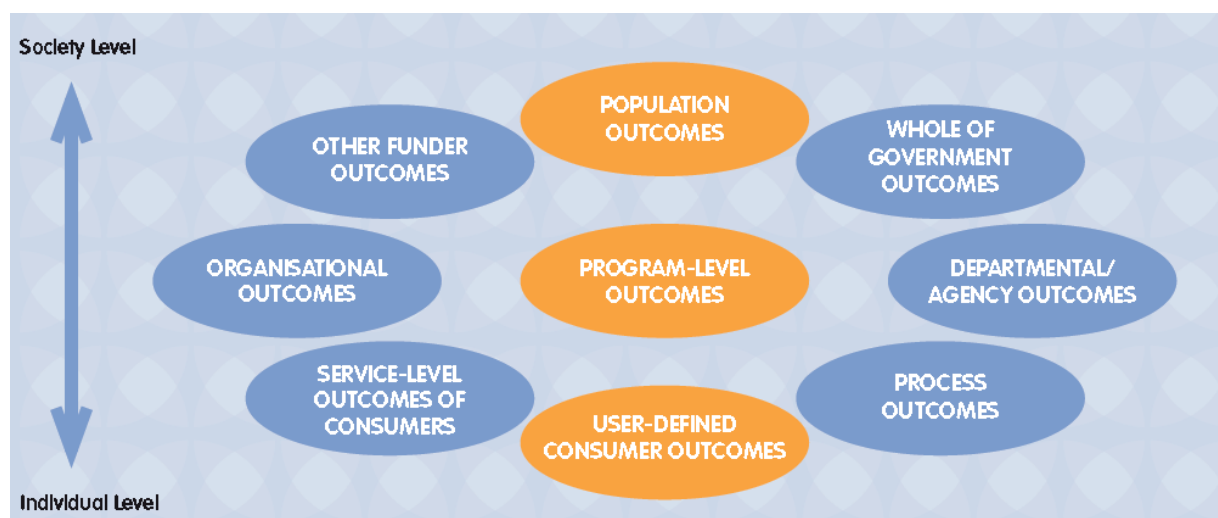 Society Level
POPULATION
OUTCOMES
OTHER FUNDER
OUTCOMES
WHOLE OF
GOVERNMENT
OUTCOMES
ORGANISATIONAL
OUTCOMES
PROGRAM-LEVEL
OUTCOMES
DEPARTMENTAL/
AGENCY OUTCOMES
SERVICE-LEVEL
OUTCOMES OF
CONSUMERS
USER-DEFINED
CONSUMER OUTCOMES
PROCESS
OUTCOMES
Individual Level